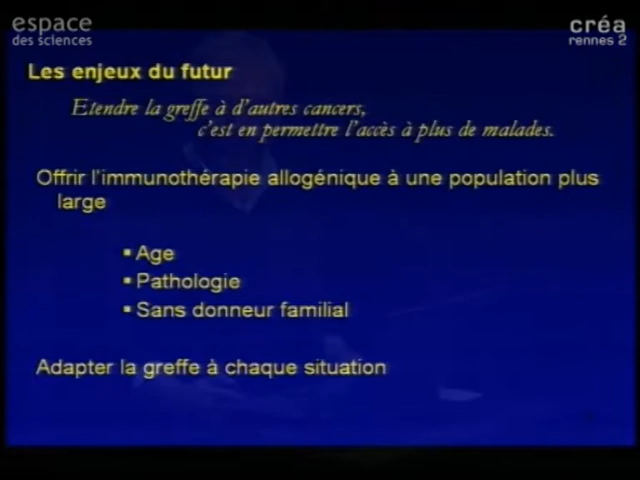 espace
des sciences
créa
rennes 2
Les enjeux du futur
Etendre la greffe à d'autres cancers,
c'est en permettre l'accès à plus de malades.
Offrir l'immunothérapie allogénique à une population plus
large
▪ Age
▪ Pathologie
▪ Sans donneur familial
Adapter la greffe à chaque situation